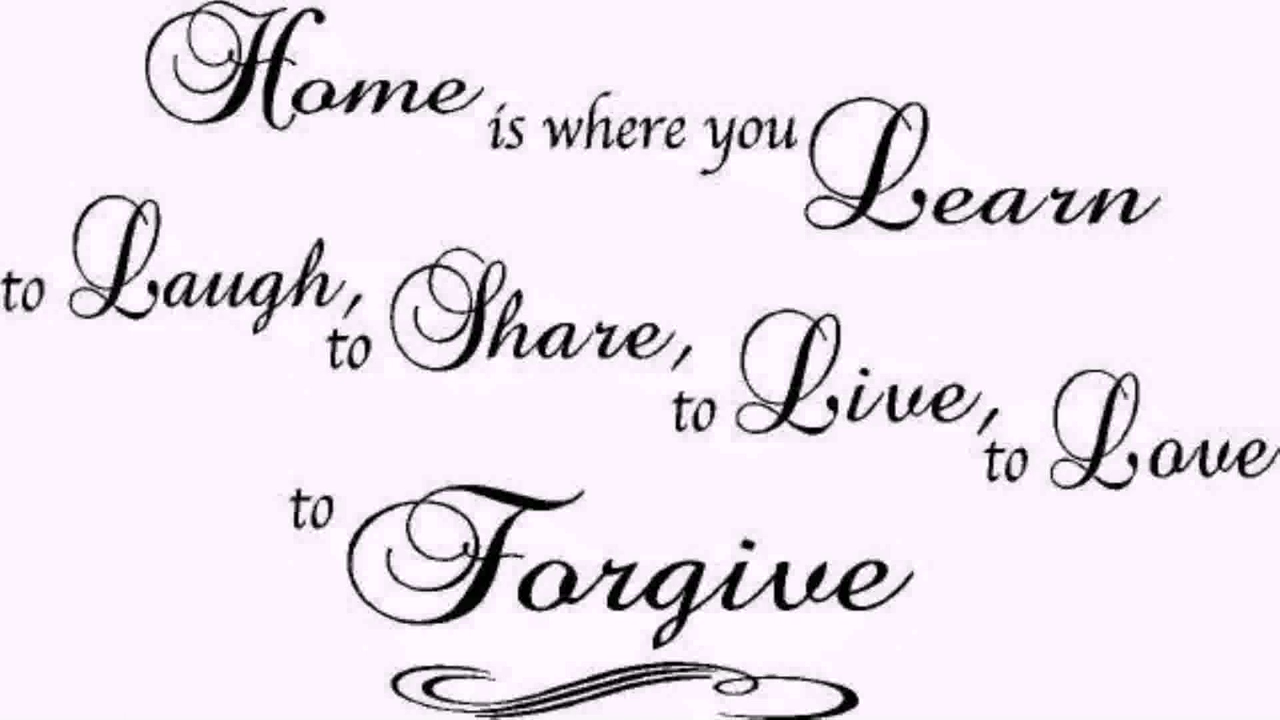 Home is where you Learn
to Laugh, to Share, to Live, to Love
to Forgive